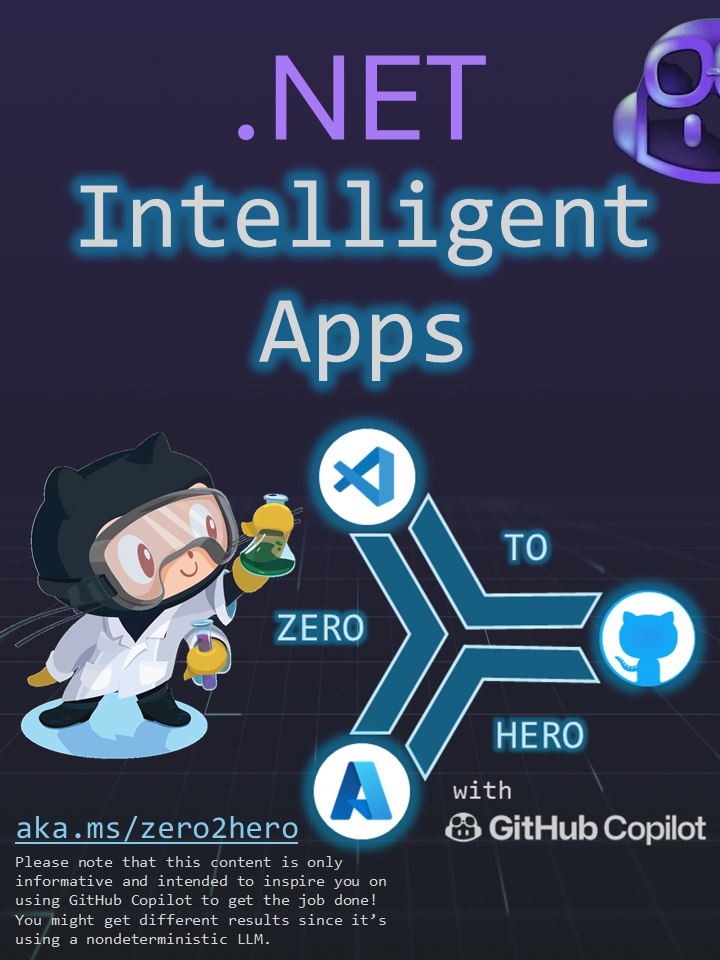 .NET
Intelligent
Apps
TO
ZERO
HERO
with
GitHub Copilot
aka.ms/zero2hero
Please note that this content is only
informative and intended to inspire you on
using GitHub Copilot to get the job done!
You might get different results since it’s
using a nondeterministic LLM.